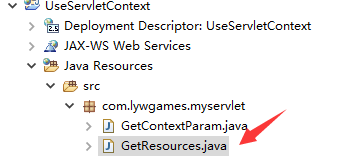 UseServletContext
Deployment Descriptor: UseServletContext
JAX-WS Web Services
Java Resources
src
com.lywgames.myservlet
GetContextParam.java
GetResources.java